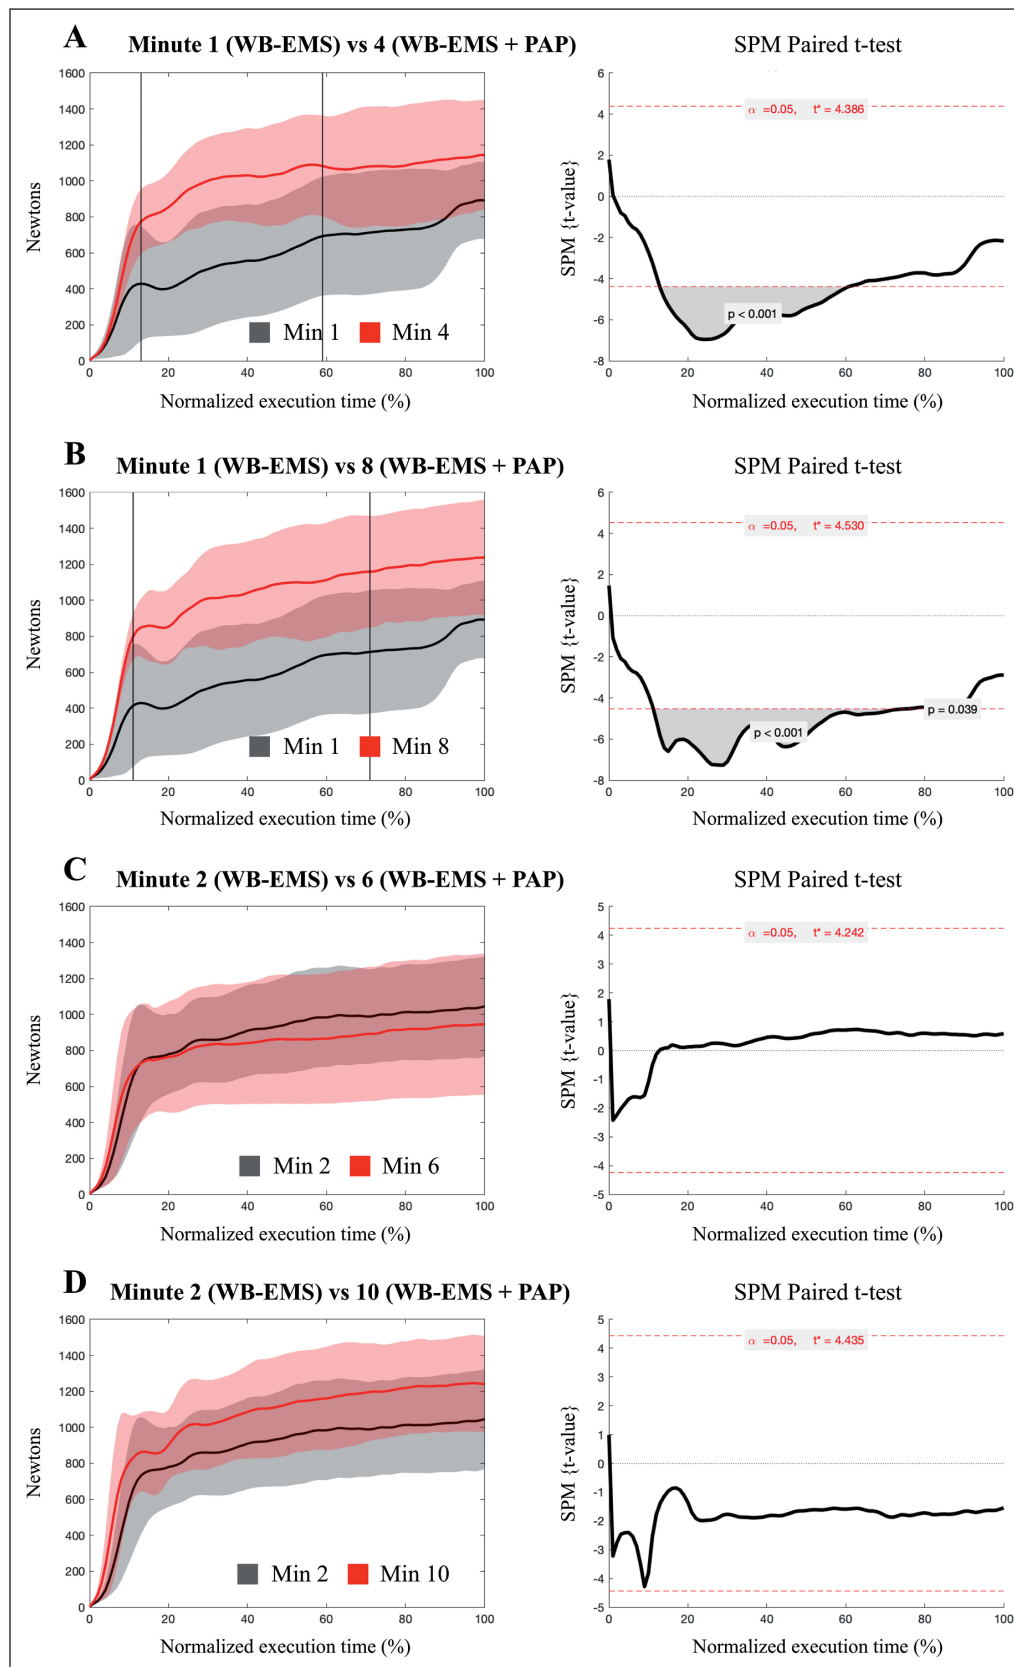 A Minute 1 (WB-EMS) vs 4 (WB-EMS + PAP)
SPM Paired t-test
Newtons
1600
1400
1200
1000
800
600
400
200
0
Min 1 Min 4
0 20 40 60 80 100
Normalized execution time (%)
SPM {t-value}
6
4
2
0
-2
-4
-6
-8
α =0.05, t* = 4.386
p < 0.001
0 20 40 60 80 100
Normalized execution time (%)
B Minute 1 (WB-EMS) vs 8 (WB-EMS + PAP)
SPM Paired t-test
Newtons
1600
1400
1200
1000
800
600
400
200
0
Min 1 Min 8
0 20 40 60 80 100
Normalized execution time (%)
SPM {t-value}
6
4
2
0
-2
-4
-6
-8
α =0.05, t* = 4.530
p = 0.039
p < 0.001
0 20 40 60 80 100
Normalized execution time (%)
C Minute 2 (WB-EMS) vs 6 (WB-EMS + PAP)
SPM Paired t-test
Newtons
1600
1400
1200
1000
800
600
400
200
0
Min 2 Min 6
0 20 40 60 80 100
Normalized execution time (%)
SPM {t-value}
5
4
3
2
1
0
-1
-2
-3
-4
-5
α =0.05, t* = 4.242
0 20 40 60 80 100
Normalized execution time (%)
D Minute 2 (WB-EMS) vs 10 (WB-EMS + PAP)
SPM Paired t-test
Newtons
1600
1400
1200
1000
800
600
400
200
0
Min 2 Min 10
0 20 40 60 80 100
Normalized execution time (%)
SPM {t-value}
5
4
3
2
1
0
-1
-2
-3
-4
-5
α =0.05, t* = 4.435
0 20 40 60 80 100
Normalized execution time (%)